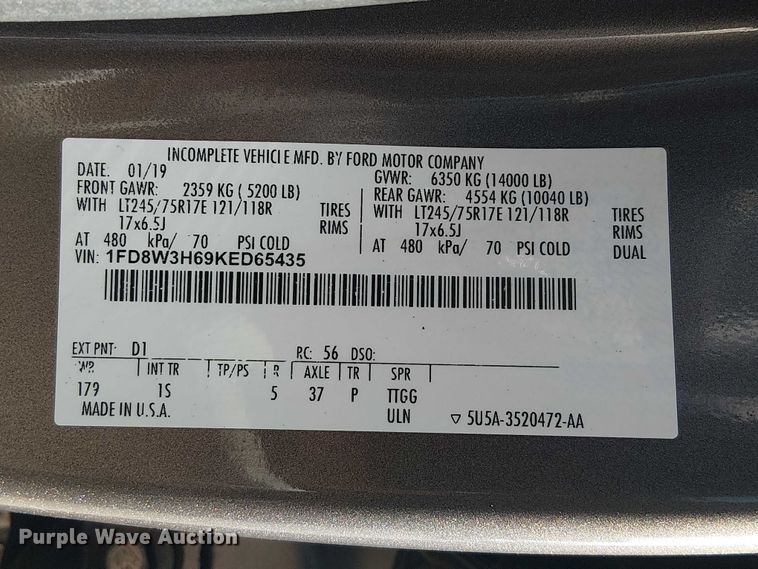 INCOMPLETE VEHICLE MFD. BY FORD MOTOR COMPANY
DATE: 01/19 GVWR: 6350 KG (14000 LB)
FRONT GAWR: 2359 KG ( 5200 LB) REAR GAWR: 4554 KG (10040 LB)
WITH LT245/75R17E 121/118R TIRES WITH LT245/75R17E 121/118R TIRES
17x6.5J RIMS 17x6.5J RIMS
AT 480 kPa/ 70 PSI COLD AT 480 kPa/ 70 PSI COLD DUAL
VIN: 1FD8W3H69KED65435
EXT PNT: D1 RC: 56 DSO:
WB INT TR TP/PS R AXLE TR SPR
179 1S 5 37 P TTGG
MADE IN U.S.A. ULN ▽ 5U5A-3520472-AA
Purple Wave Auction